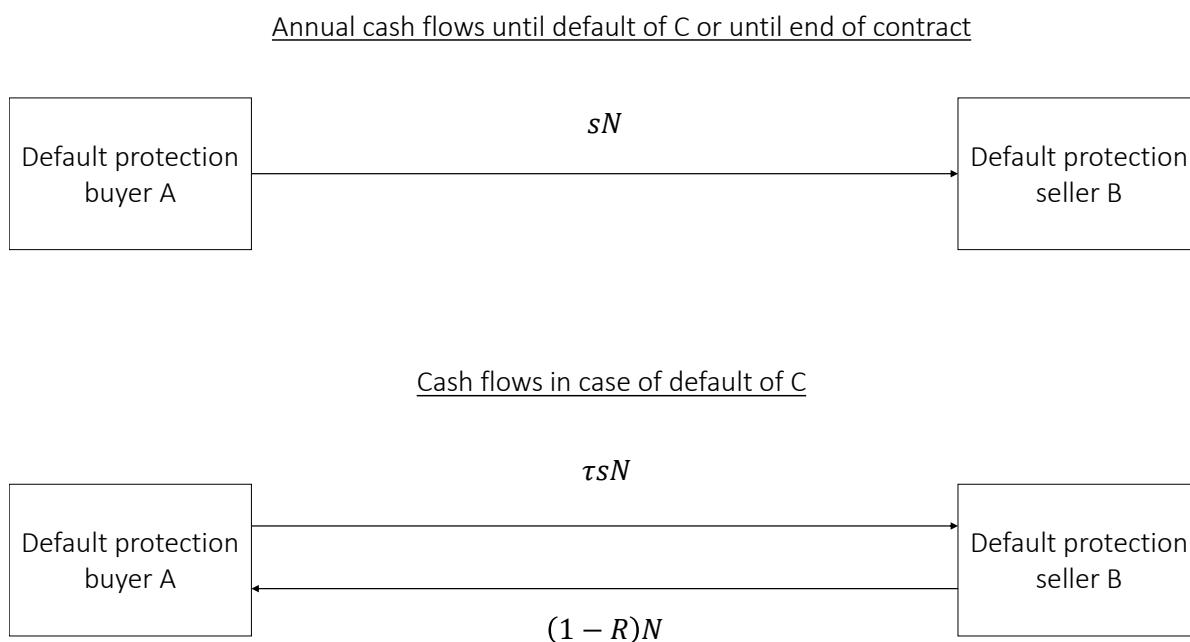 Annual cash flows until default of C or until end of contract
sN
Default protection
buyer A
Default protection
seller B
Cash flows in case of default of C
τsN
Default protection
buyer A
Default protection
seller B
(1 − R)N